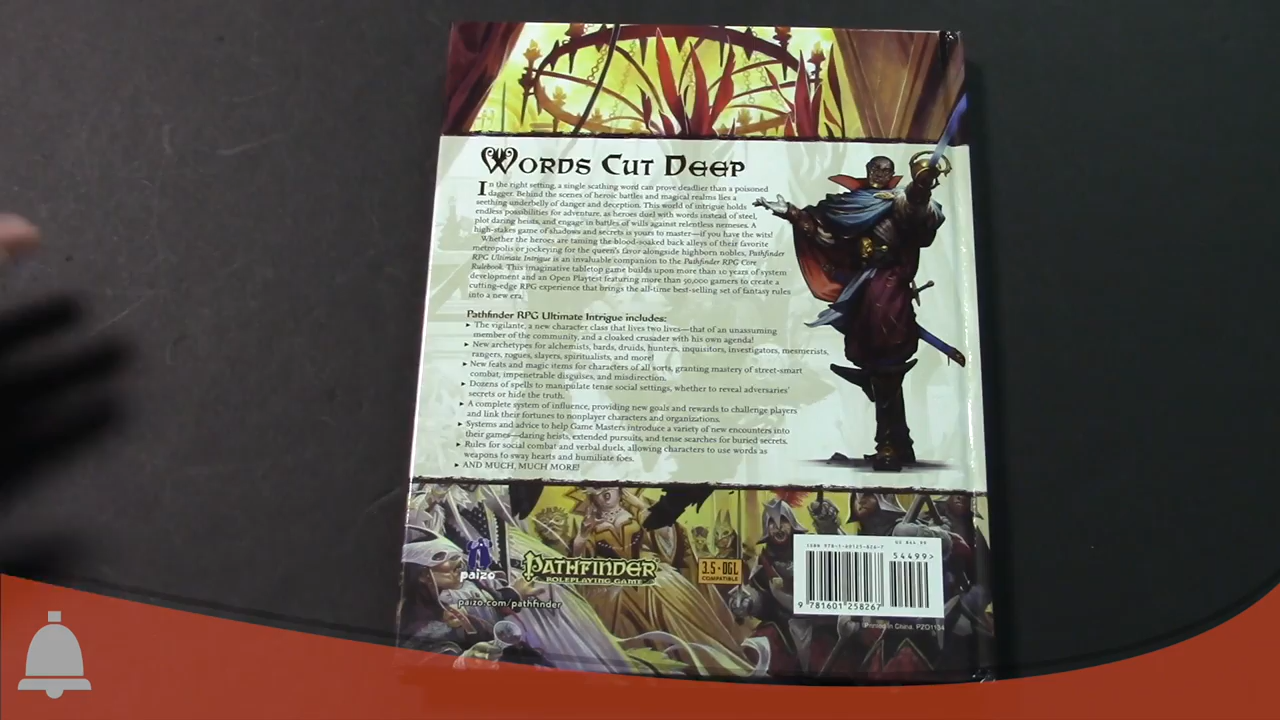 WORDS CUT DEEP
In the right setting, a single scathing word can prove deadlier than a poisoned
dagger. Behind the scenes of heroic battles and magical realms lies a
seething underbelly of danger and deception. This world of intrigue holds
endless possibilities for adventure, as heroes duel with words instead of steel,
plot daring heists, and engage in battles of wills against relentless nemeses. A
high-stakes game of shadows and secrets is yours to master—if you have the wits!
Whether the heroes are taming the blood-soaked back alleys of their favorite
metropolis or jockeying for the queen's favor alongside highborn nobles, Pathfinder
RPG Ultimate Intrigue is an invaluable companion to the Pathfinder RPG Core
Rulebook. This imaginative tabletop game builds upon more than 10 years of system
development and an Open Playtest featuring more than 50,000 gamers to create a
cutting-edge RPG experience that brings the all-time best-selling set of fantasy rules
into a new era.
Pathfinder RPG Ultimate Intrigue includes:
▸ The vigilante, a new character class that lives two lives—that of an unassuming
member of the community, and a cloaked crusader with his own agenda!
▸ New archetypes for alchemists, bards, druids, hunters, inquisitors, investigators, mesmerists,
rangers, rogues, slayers, spiritualists, and more!
▸ New feats and magic items for characters of all sorts, granting mastery of street-smart
combat, impenetrable disguises, and misdirection.
▸ Dozens of spells to manipulate tense social settings, whether to reveal adversaries'
secrets or hide the truth.
▸ A complete system of influence, providing new goals and rewards to challenge players
and link their fortunes to nonplayer characters and organizations.
▸ Systems and advice to help Game Masters introduce a variety of new encounters into
their games—daring heists, extended pursuits, and tense searches for buried secrets.
▸ Rules for social combat and verbal duels, allowing characters to use words as
weapons to sway hearts and humiliate foes.
▸ AND MUCH, MUCH MORE!
paizo
PATHFINDER
ROLEPLAYING GAME
3.5 OGL
COMPATIBLE
paizo.com/pathfinder
ISBN 978-1-60125-826-7
US $44.99
54499>
9 781601 258267
Printed in China. PZO1134